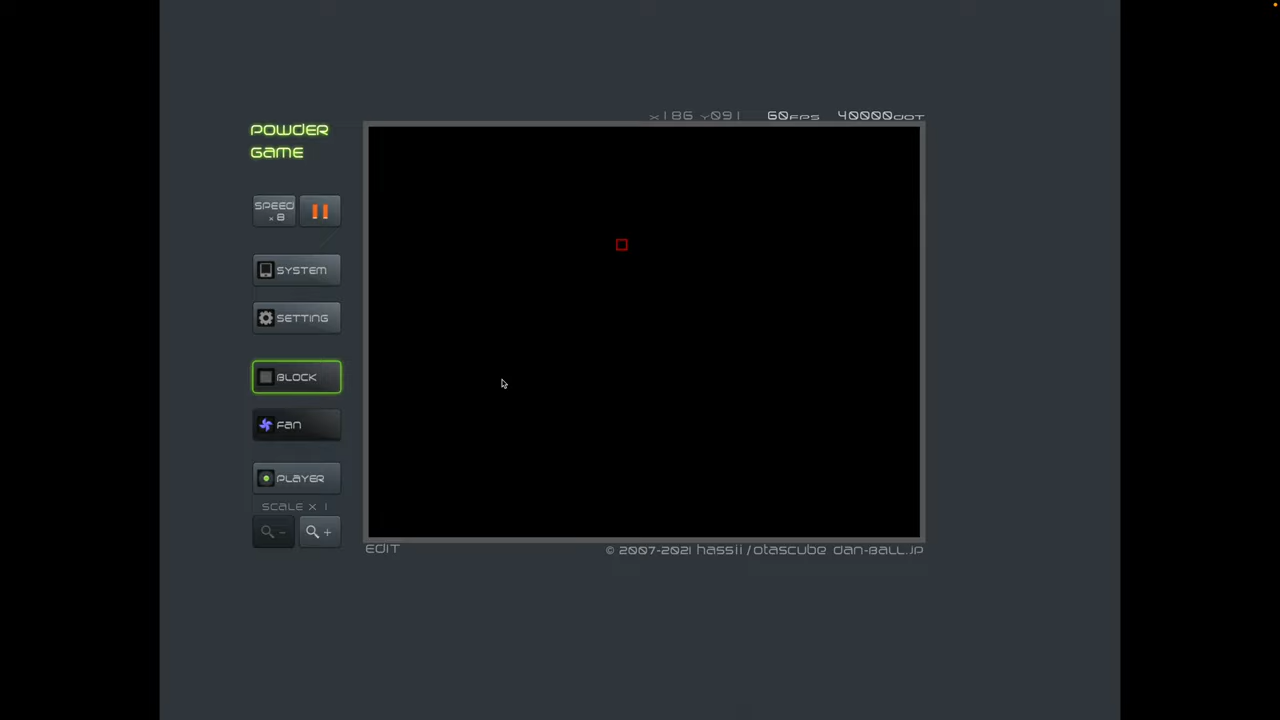 x186 y091 60FPS 40000DOT
POWDER
GAME
SPEED
x8
SYSTEM
SETTING
BLOCK
FAN
PLAYER
SCALE x 1
- +
EDIT © 2007-2021 HASSII/OTASCUBE DAN-BALL.JP